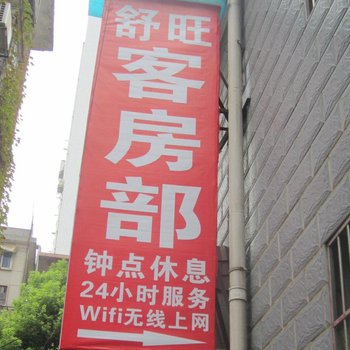 舒旺
客房部
钟点休息
24小时服务
Wifi无线上网